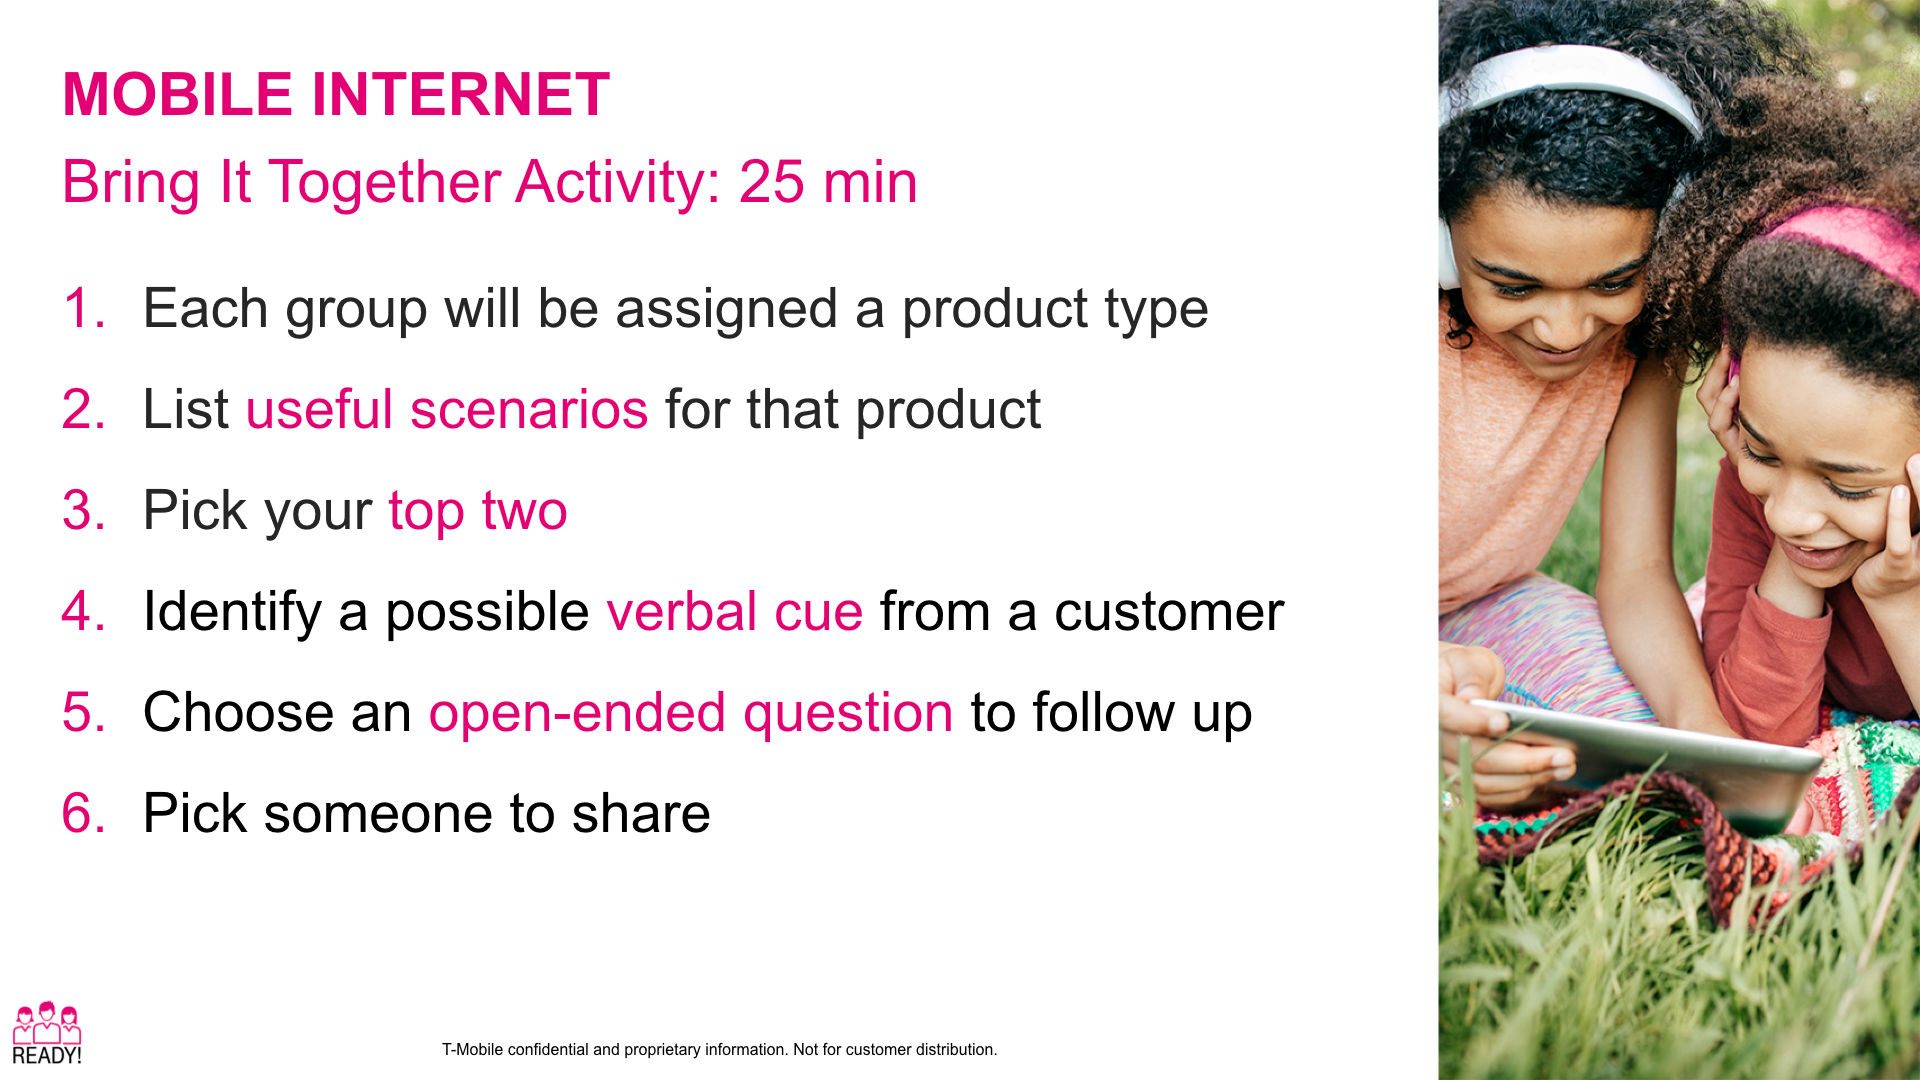 MOBILE INTERNET
Bring It Together Activity: 25 min
1. Each group will be assigned a product type
2. List useful scenarios for that product
3. Pick your top two
4. Identify a possible verbal cue from a customer
5. Choose an open-ended question to follow up
6. Pick someone to share
READY!
T-Mobile confidential and proprietary information. Not for customer distribution.